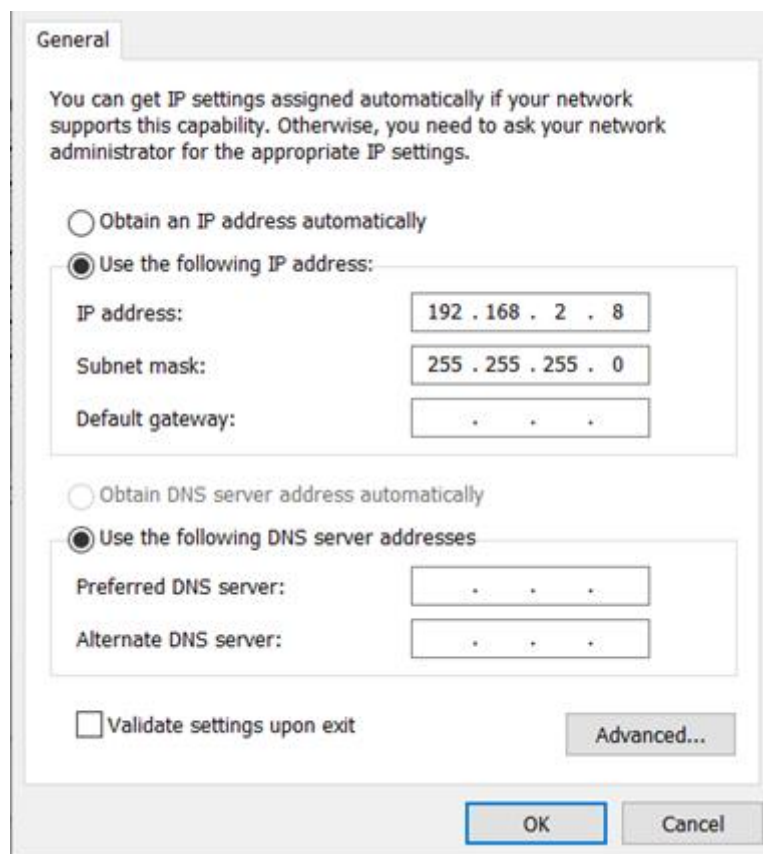 General
You can get IP settings assigned automatically if your network
supports this capability. Otherwise, you need to ask your network
administrator for the appropriate IP settings.
Obtain an IP address automatically
Use the following IP address:
IP address: 192 . 168 . 2 . 8
Subnet mask: 255 . 255 . 255 . 0
Default gateway: . . .
Obtain DNS server address automatically
Use the following DNS server addresses
Preferred DNS server: . . .
Alternate DNS server: . . .
Validate settings upon exit
Advanced...
OK Cancel